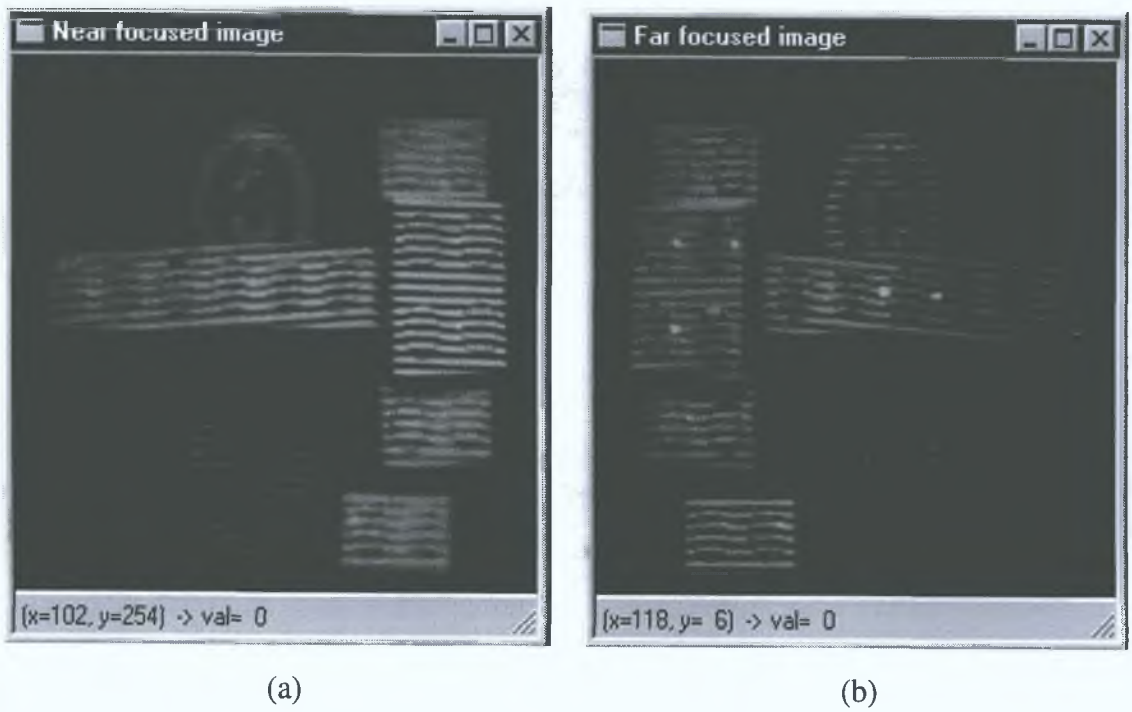 Near focused image
Far focused image
(x=102, y=254) -> val= 0
(x=118, y= 6) -> val= 0
(a)
(b)